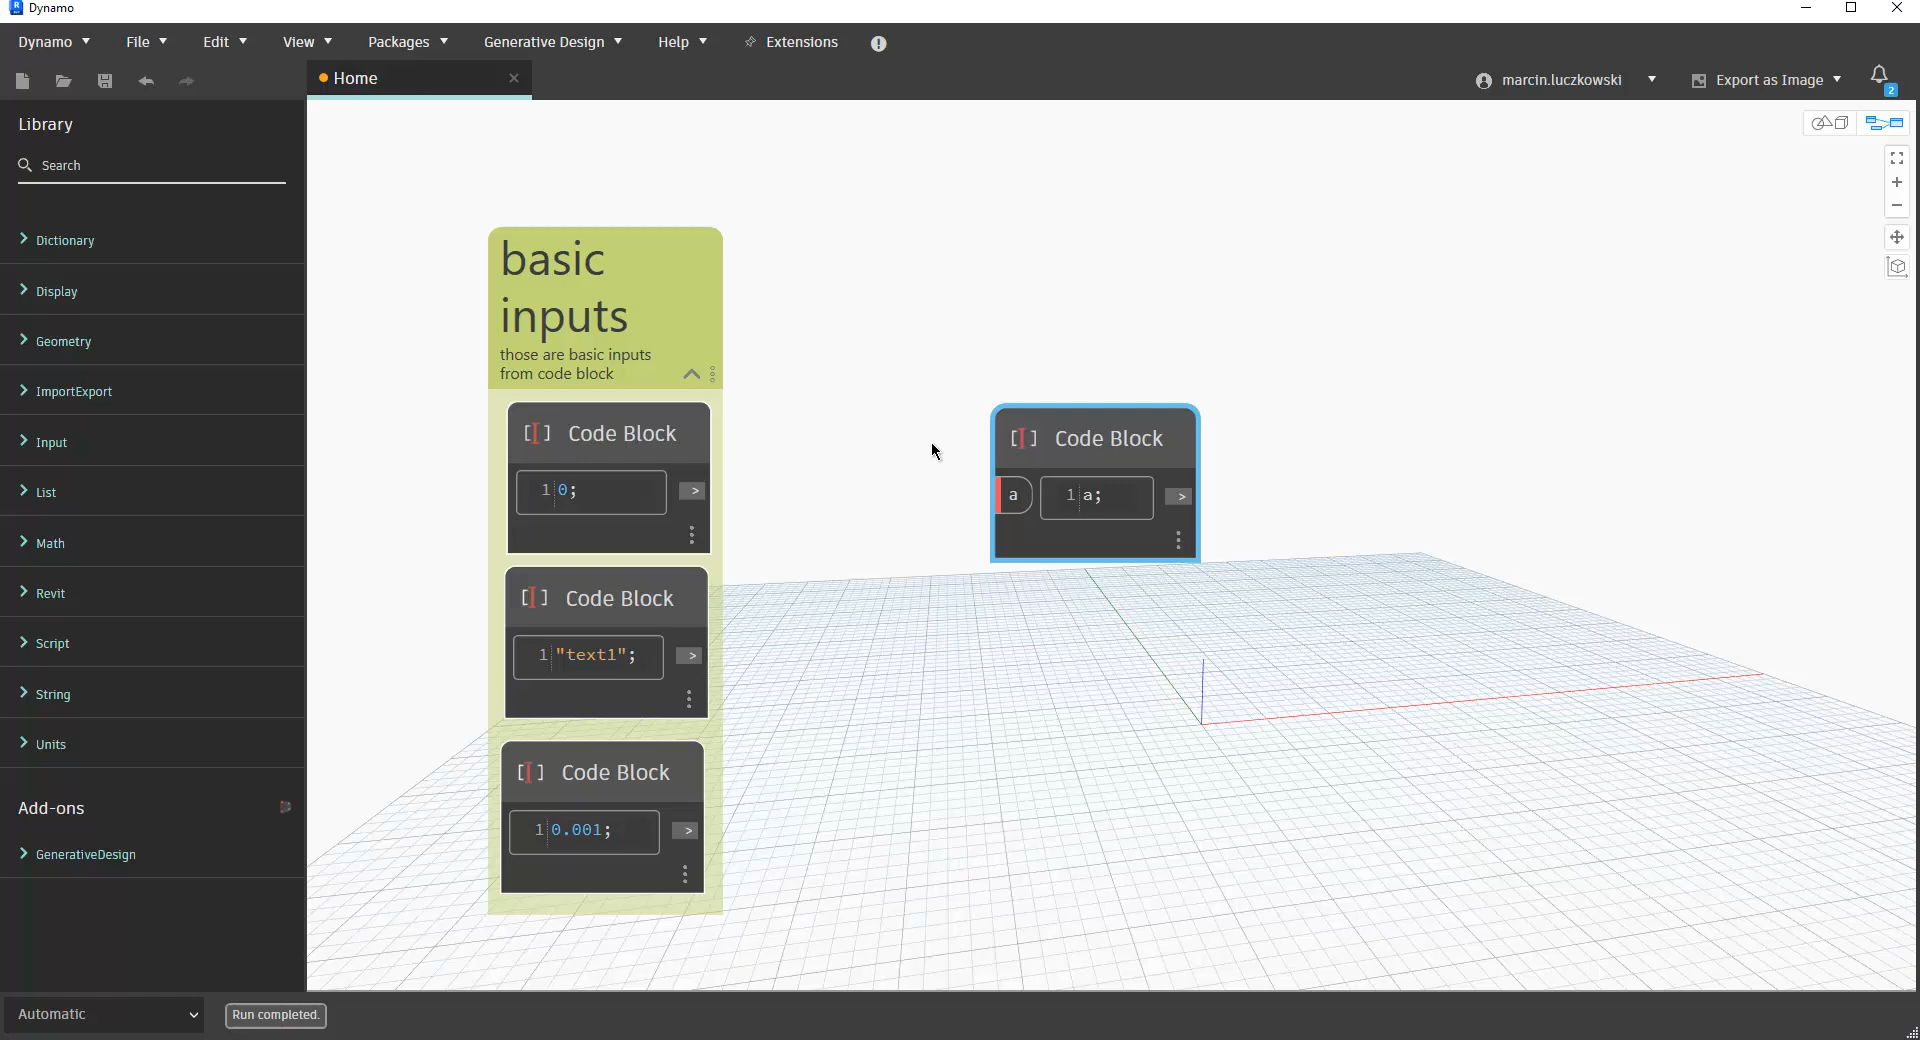 Dynamo
Dynamo File Edit View Packages Generative Design Help Extensions
Home
marcin.luczkowski Export as Image
2
Library
Search
Dictionary
Display
Geometry
ImportExport
Input
List
Math
Revit
Script
String
Units
Add-ons
GenerativeDesign
basic
inputs
those are basic inputs
from code block
Code Block
1 0; >
Code Block
1 "text1"; >
Code Block
1 0.001; >
Code Block
a 1 a; >
Automatic Run completed.